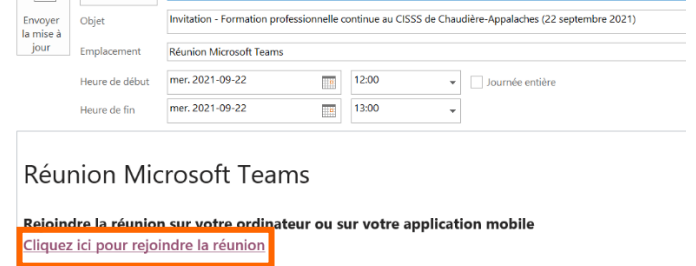 Envoyer
la mise à
jour
Objet
Invitation - Formation professionnelle continue au CISSS de Chaudière-Appalaches (22 septembre 2021)
Emplacement
Réunion Microsoft Teams
Heure de début
mer. 2021-09-22
12:00
Journée entière
Heure de fin
mer. 2021-09-22
13:00
Réunion Microsoft Teams
Rejoindre la réunion sur votre ordinateur ou sur votre application mobile
Cliquez ici pour rejoindre la réunion